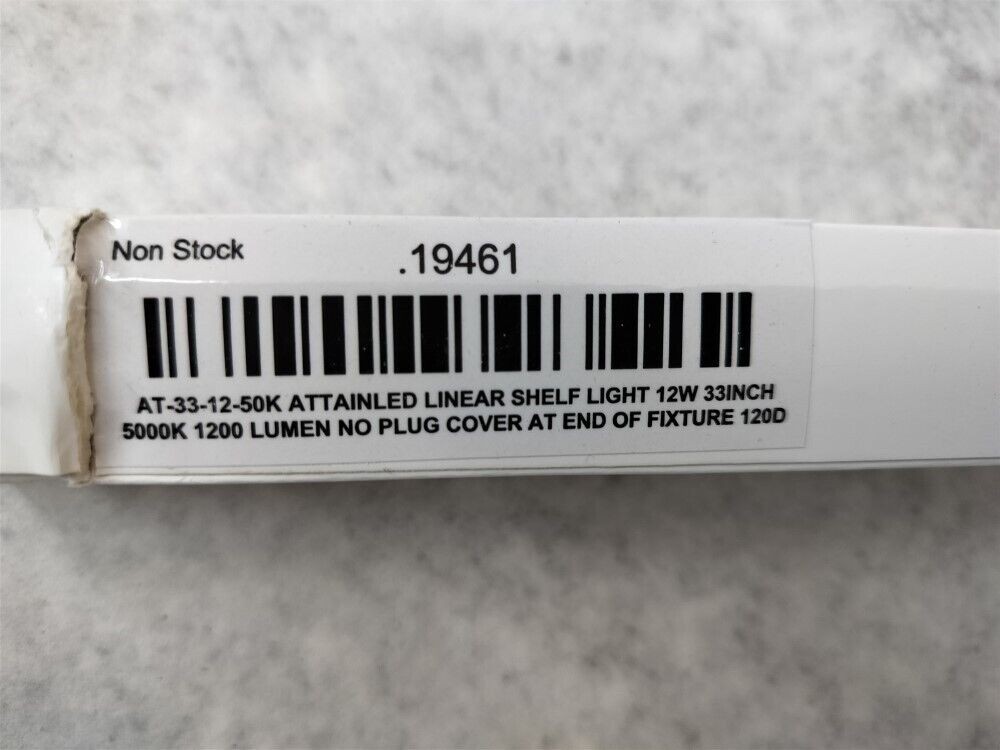 Non Stock
.19461
AT-33-12-50K ATTAINLED LINEAR SHELF LIGHT 12W 33INCH
5000K 1200 LUMEN NO PLUG COVER AT END OF FIXTURE 120D